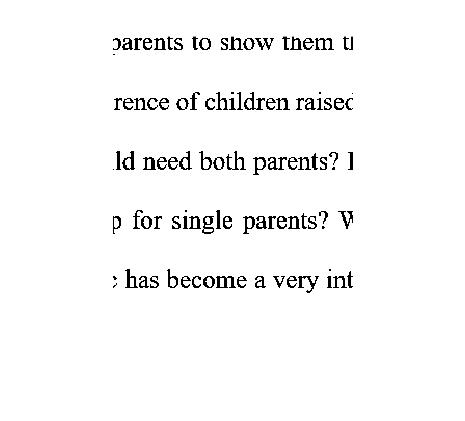 parents to show them
rence of children raised
ld need both parents?
p for single parents?
has become a very int